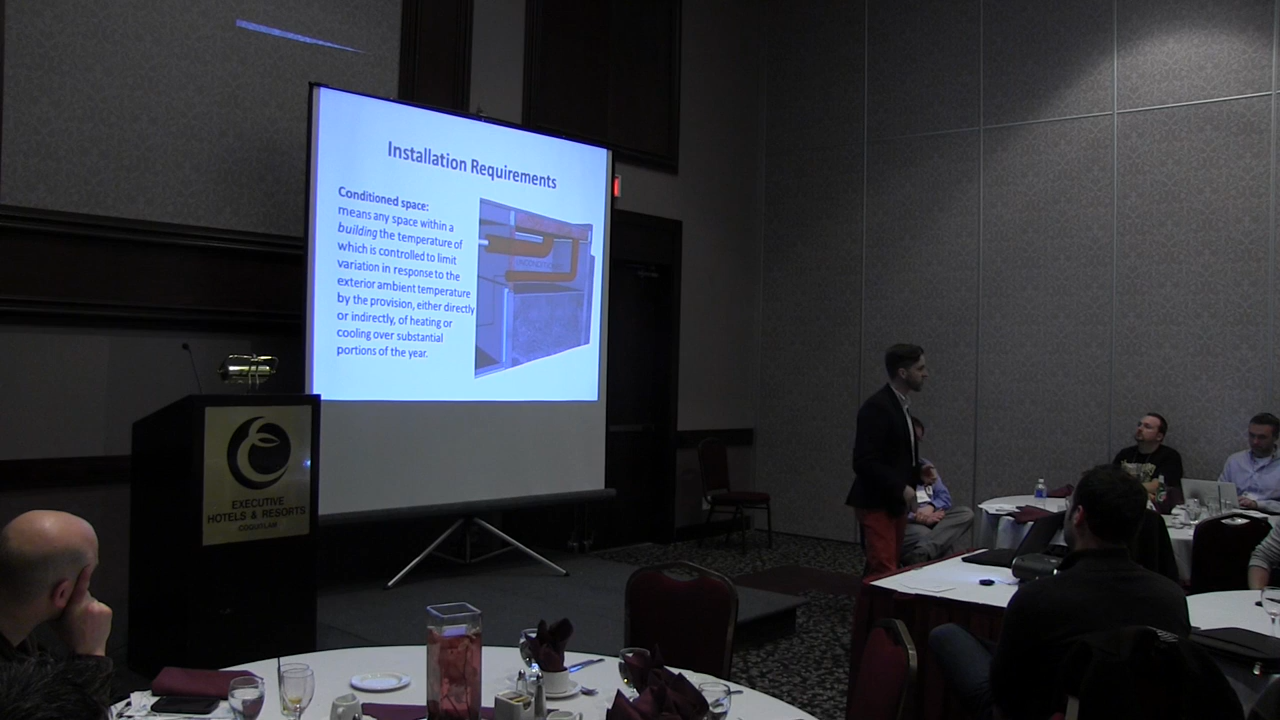 Installation Requirements
Conditioned space:
means any space within a
building the temperature of
which is controlled to limit
variation in response to the
exterior ambient temperature
by the provision, either directly
or indirectly, of heating or
cooling over substantial
portions of the year.
EXECUTIVE
HOTELS & RESORTS
COQUITLAM